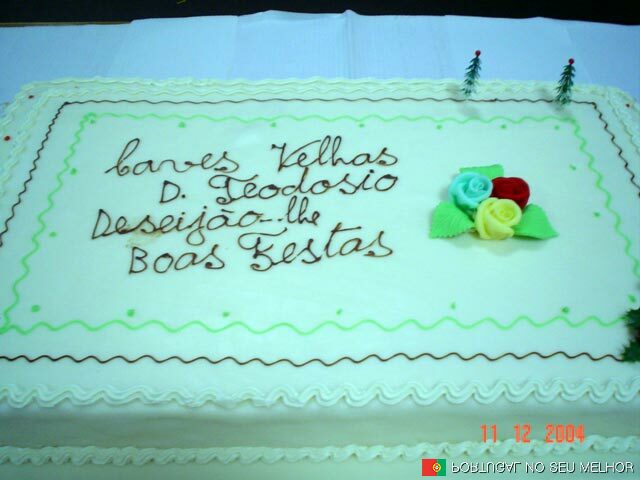 Caves Velhas
D. Teodosio
Deseijão..lhe
Boas Festas
11 12 2004
PORTUGAL NO SEU MELHOR